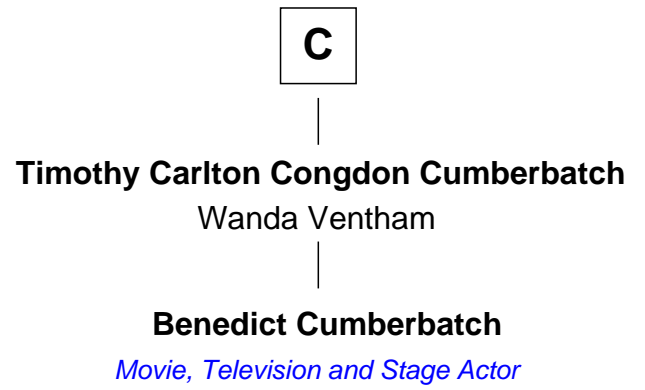 C
Timothy Carlton Congdon Cumberbatch
Wanda Ventham
Benedict Cumberbatch
Movie, Television and Stage Actor